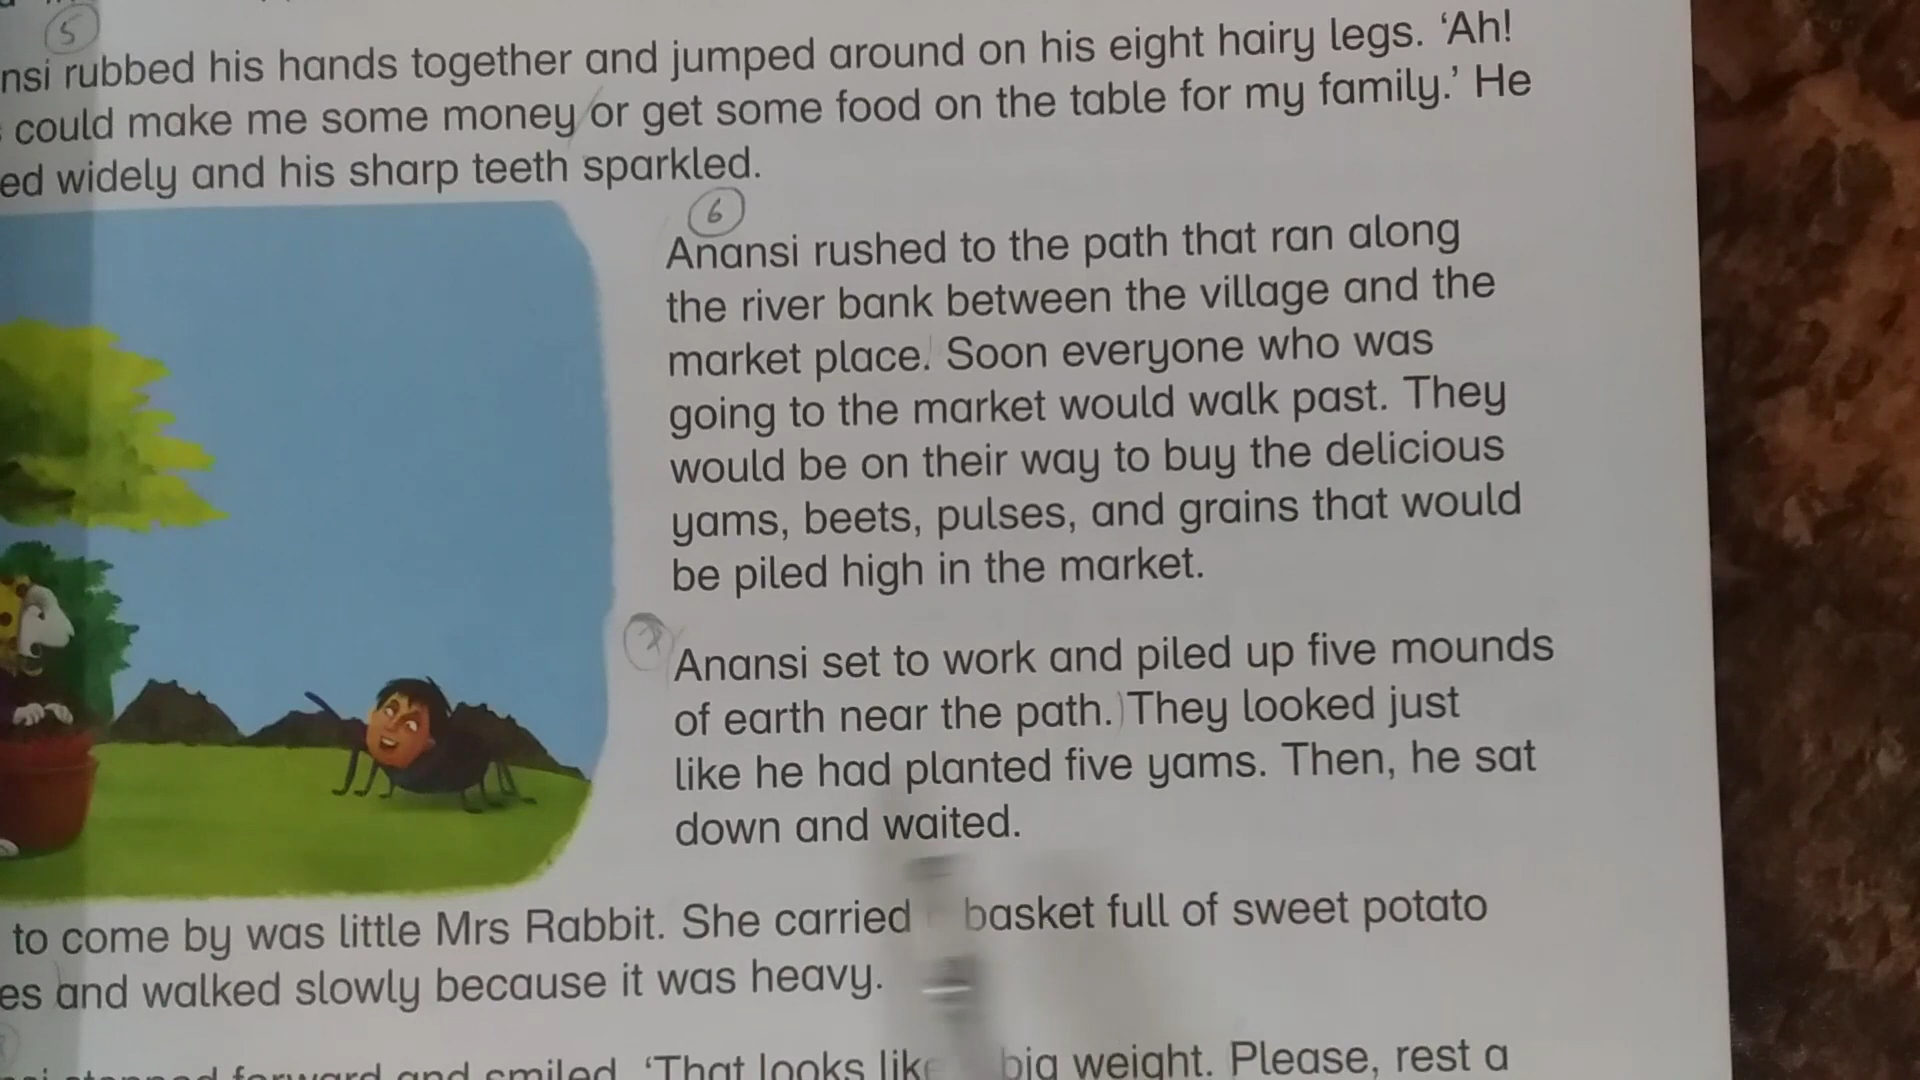 5
nsi rubbed his hands together and jumped around on his eight hairy legs. ‘Ah!
could make me some money or get some food on the table for my family.’ He
ed widely and his sharp teeth sparkled.
6
Anansi rushed to the path that ran along
the river bank between the village and the
market place. Soon everyone who was
going to the market would walk past. They
would be on their way to buy the delicious
yams, beets, pulses, and grains that would
be piled high in the market.
7
Anansi set to work and piled up five mounds
of earth near the path. They looked just
like he had planted five yams. Then, he sat
down and waited.
to come by was little Mrs Rabbit. She carried basket full of sweet potato
es and walked slowly because it was heavy.
forward and smiled. ‘That looks like big weight. Please, rest a